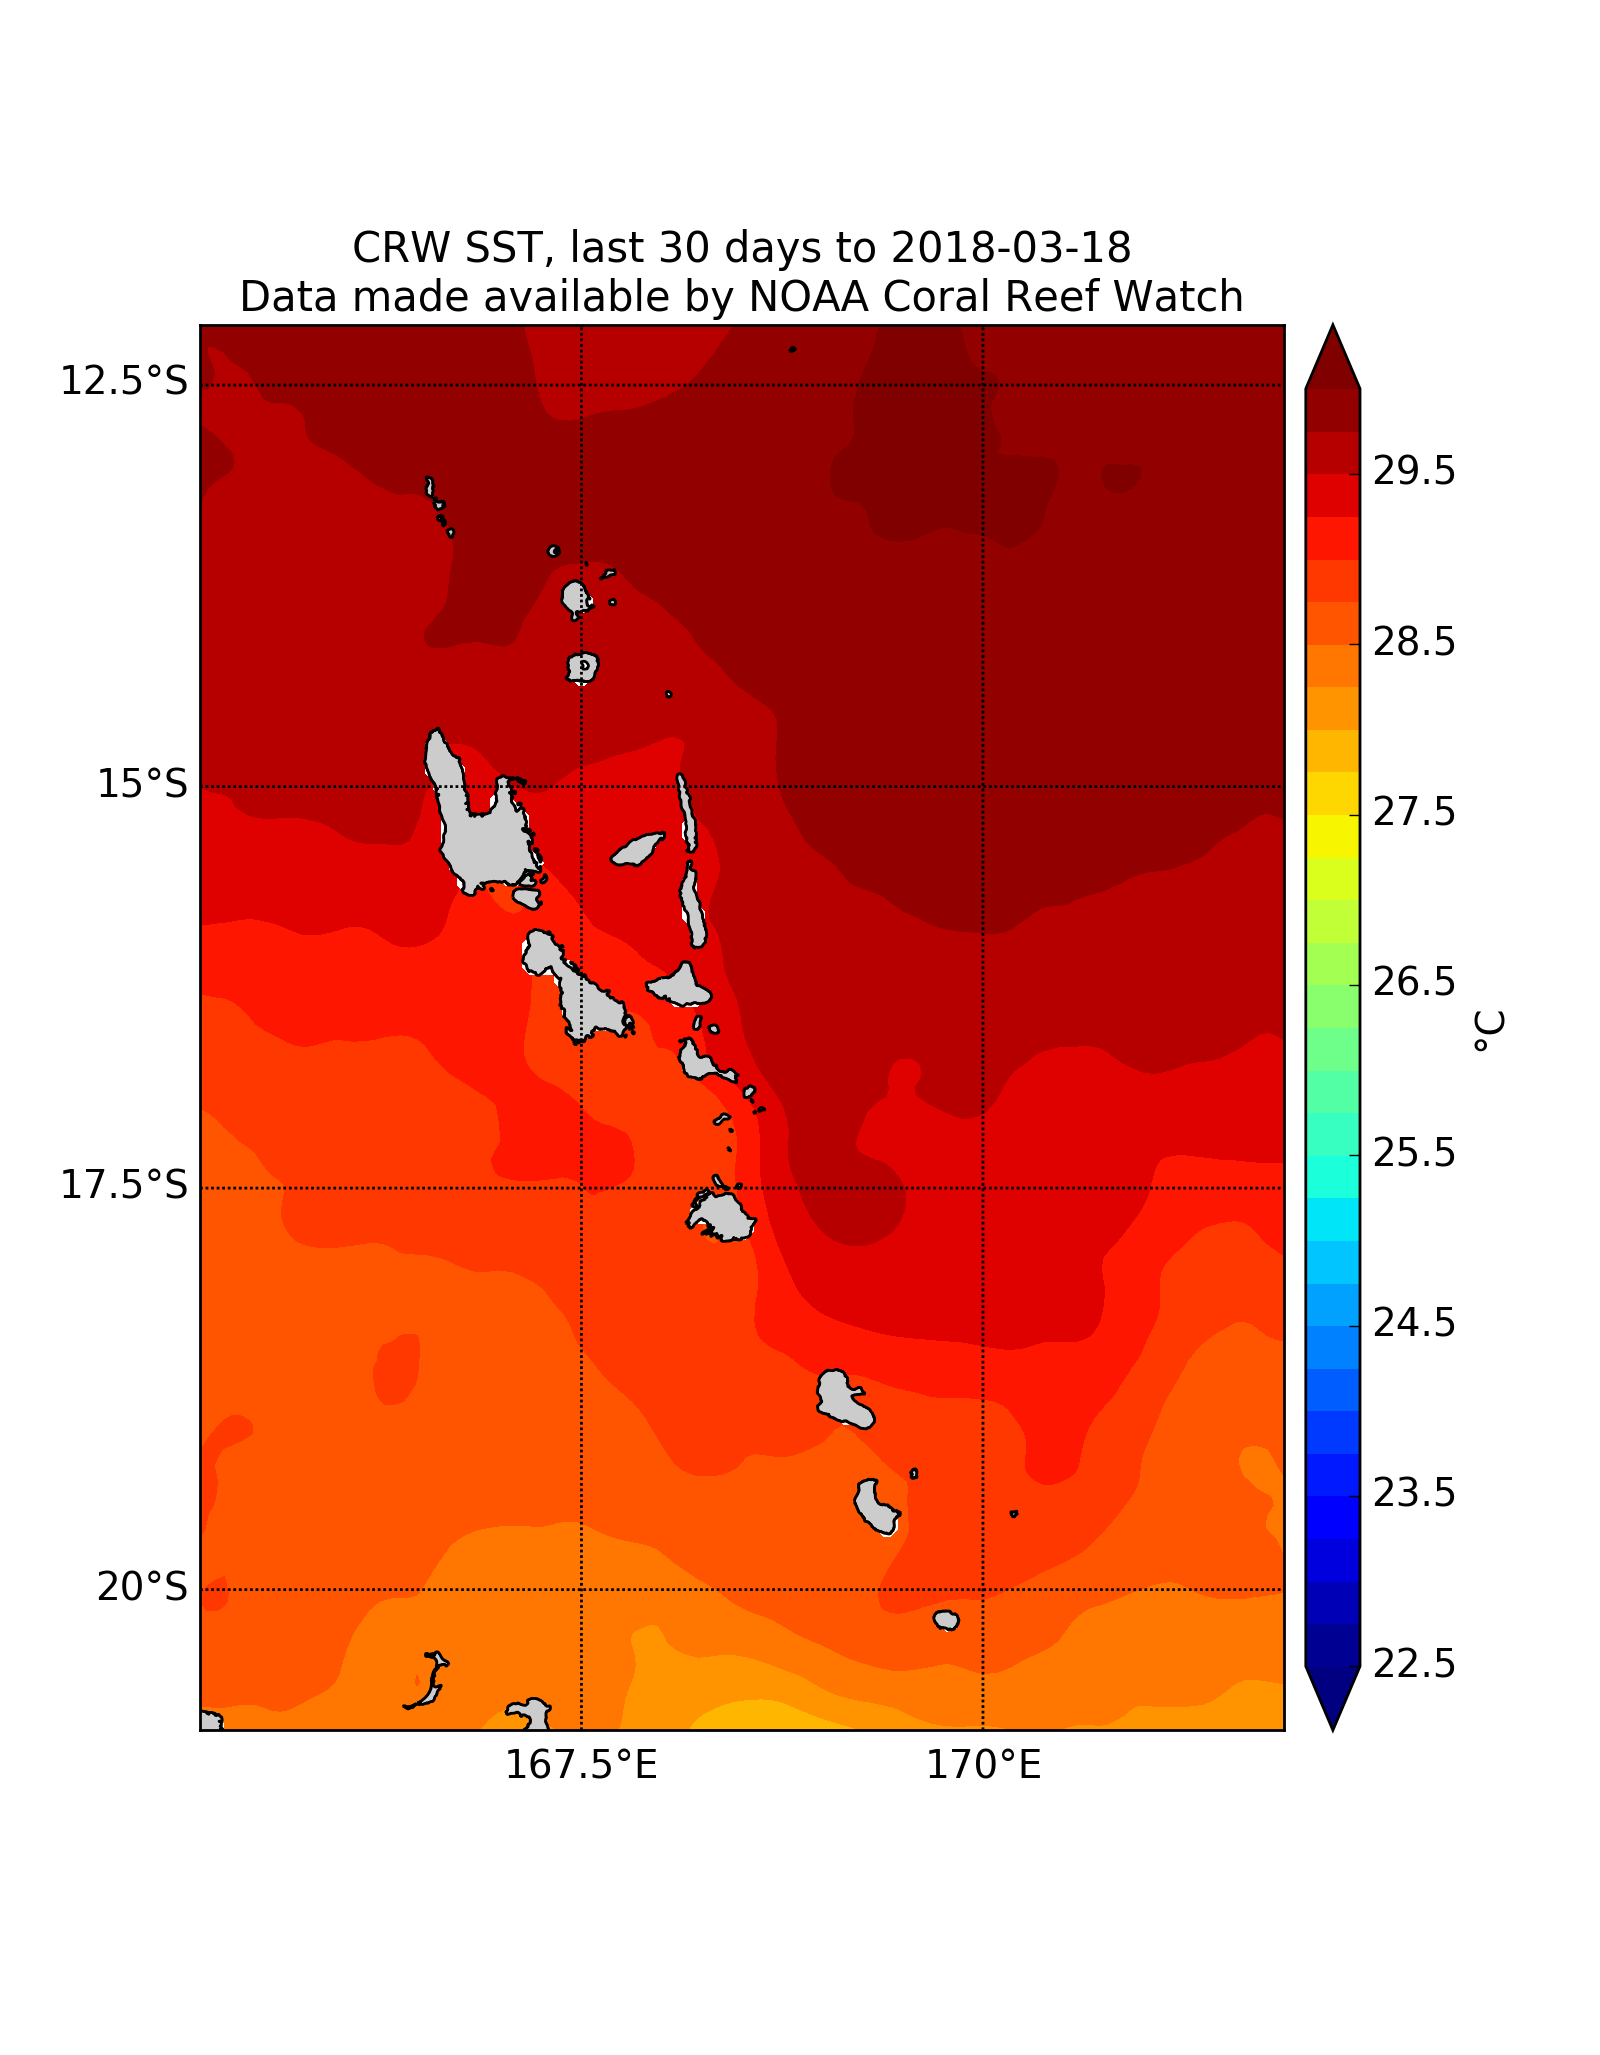 CRW SST, last 30 days to 2018-03-18
Data made available by NOAA Coral Reef Watch
12.5°S
15°S
17.5°S
20°S
167.5°E
170°E
29.5
28.5
27.5
26.5
25.5
24.5
23.5
22.5
°C